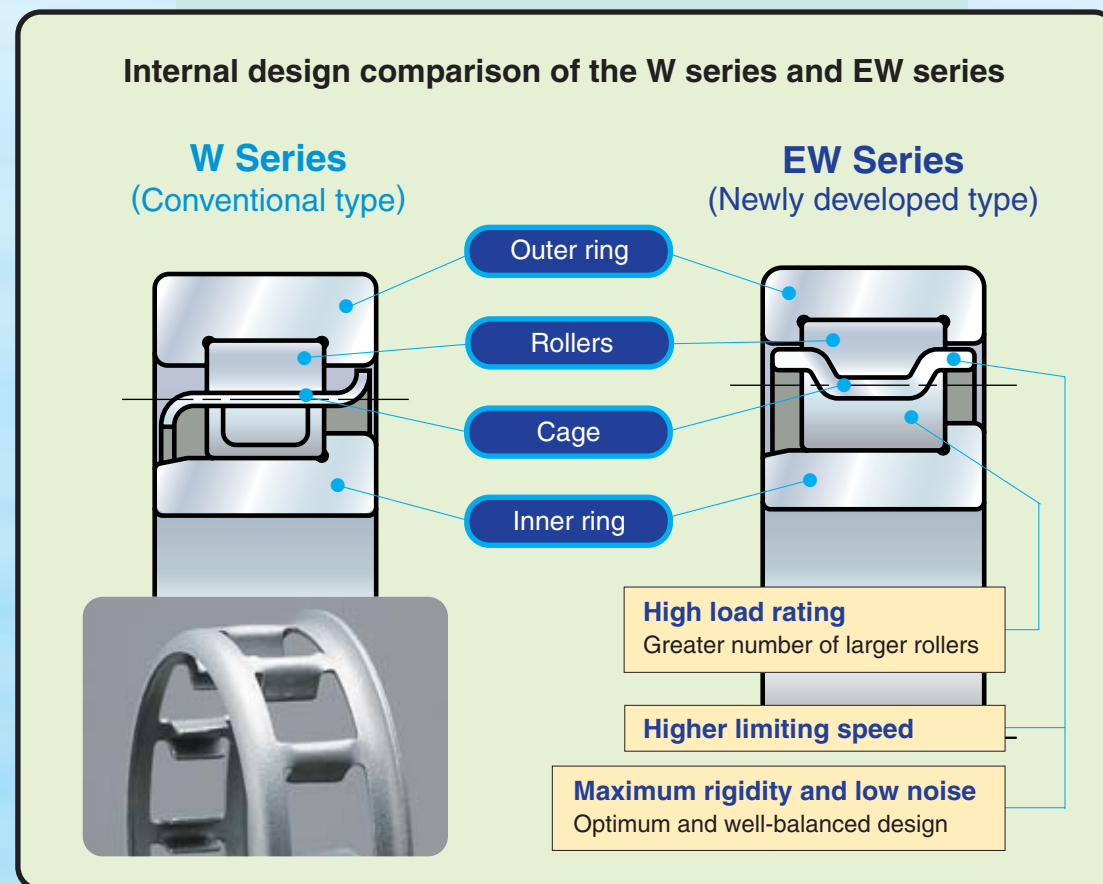 Internal design comparison of the W series and EW series
W Series
(Conventional type)
EW Series
(Newly developed type)
Outer ring
Rollers
Cage
Inner ring
High load rating
Greater number of larger rollers
Higher limiting speed
Maximum rigidity and low noise
Optimum and well-balanced design